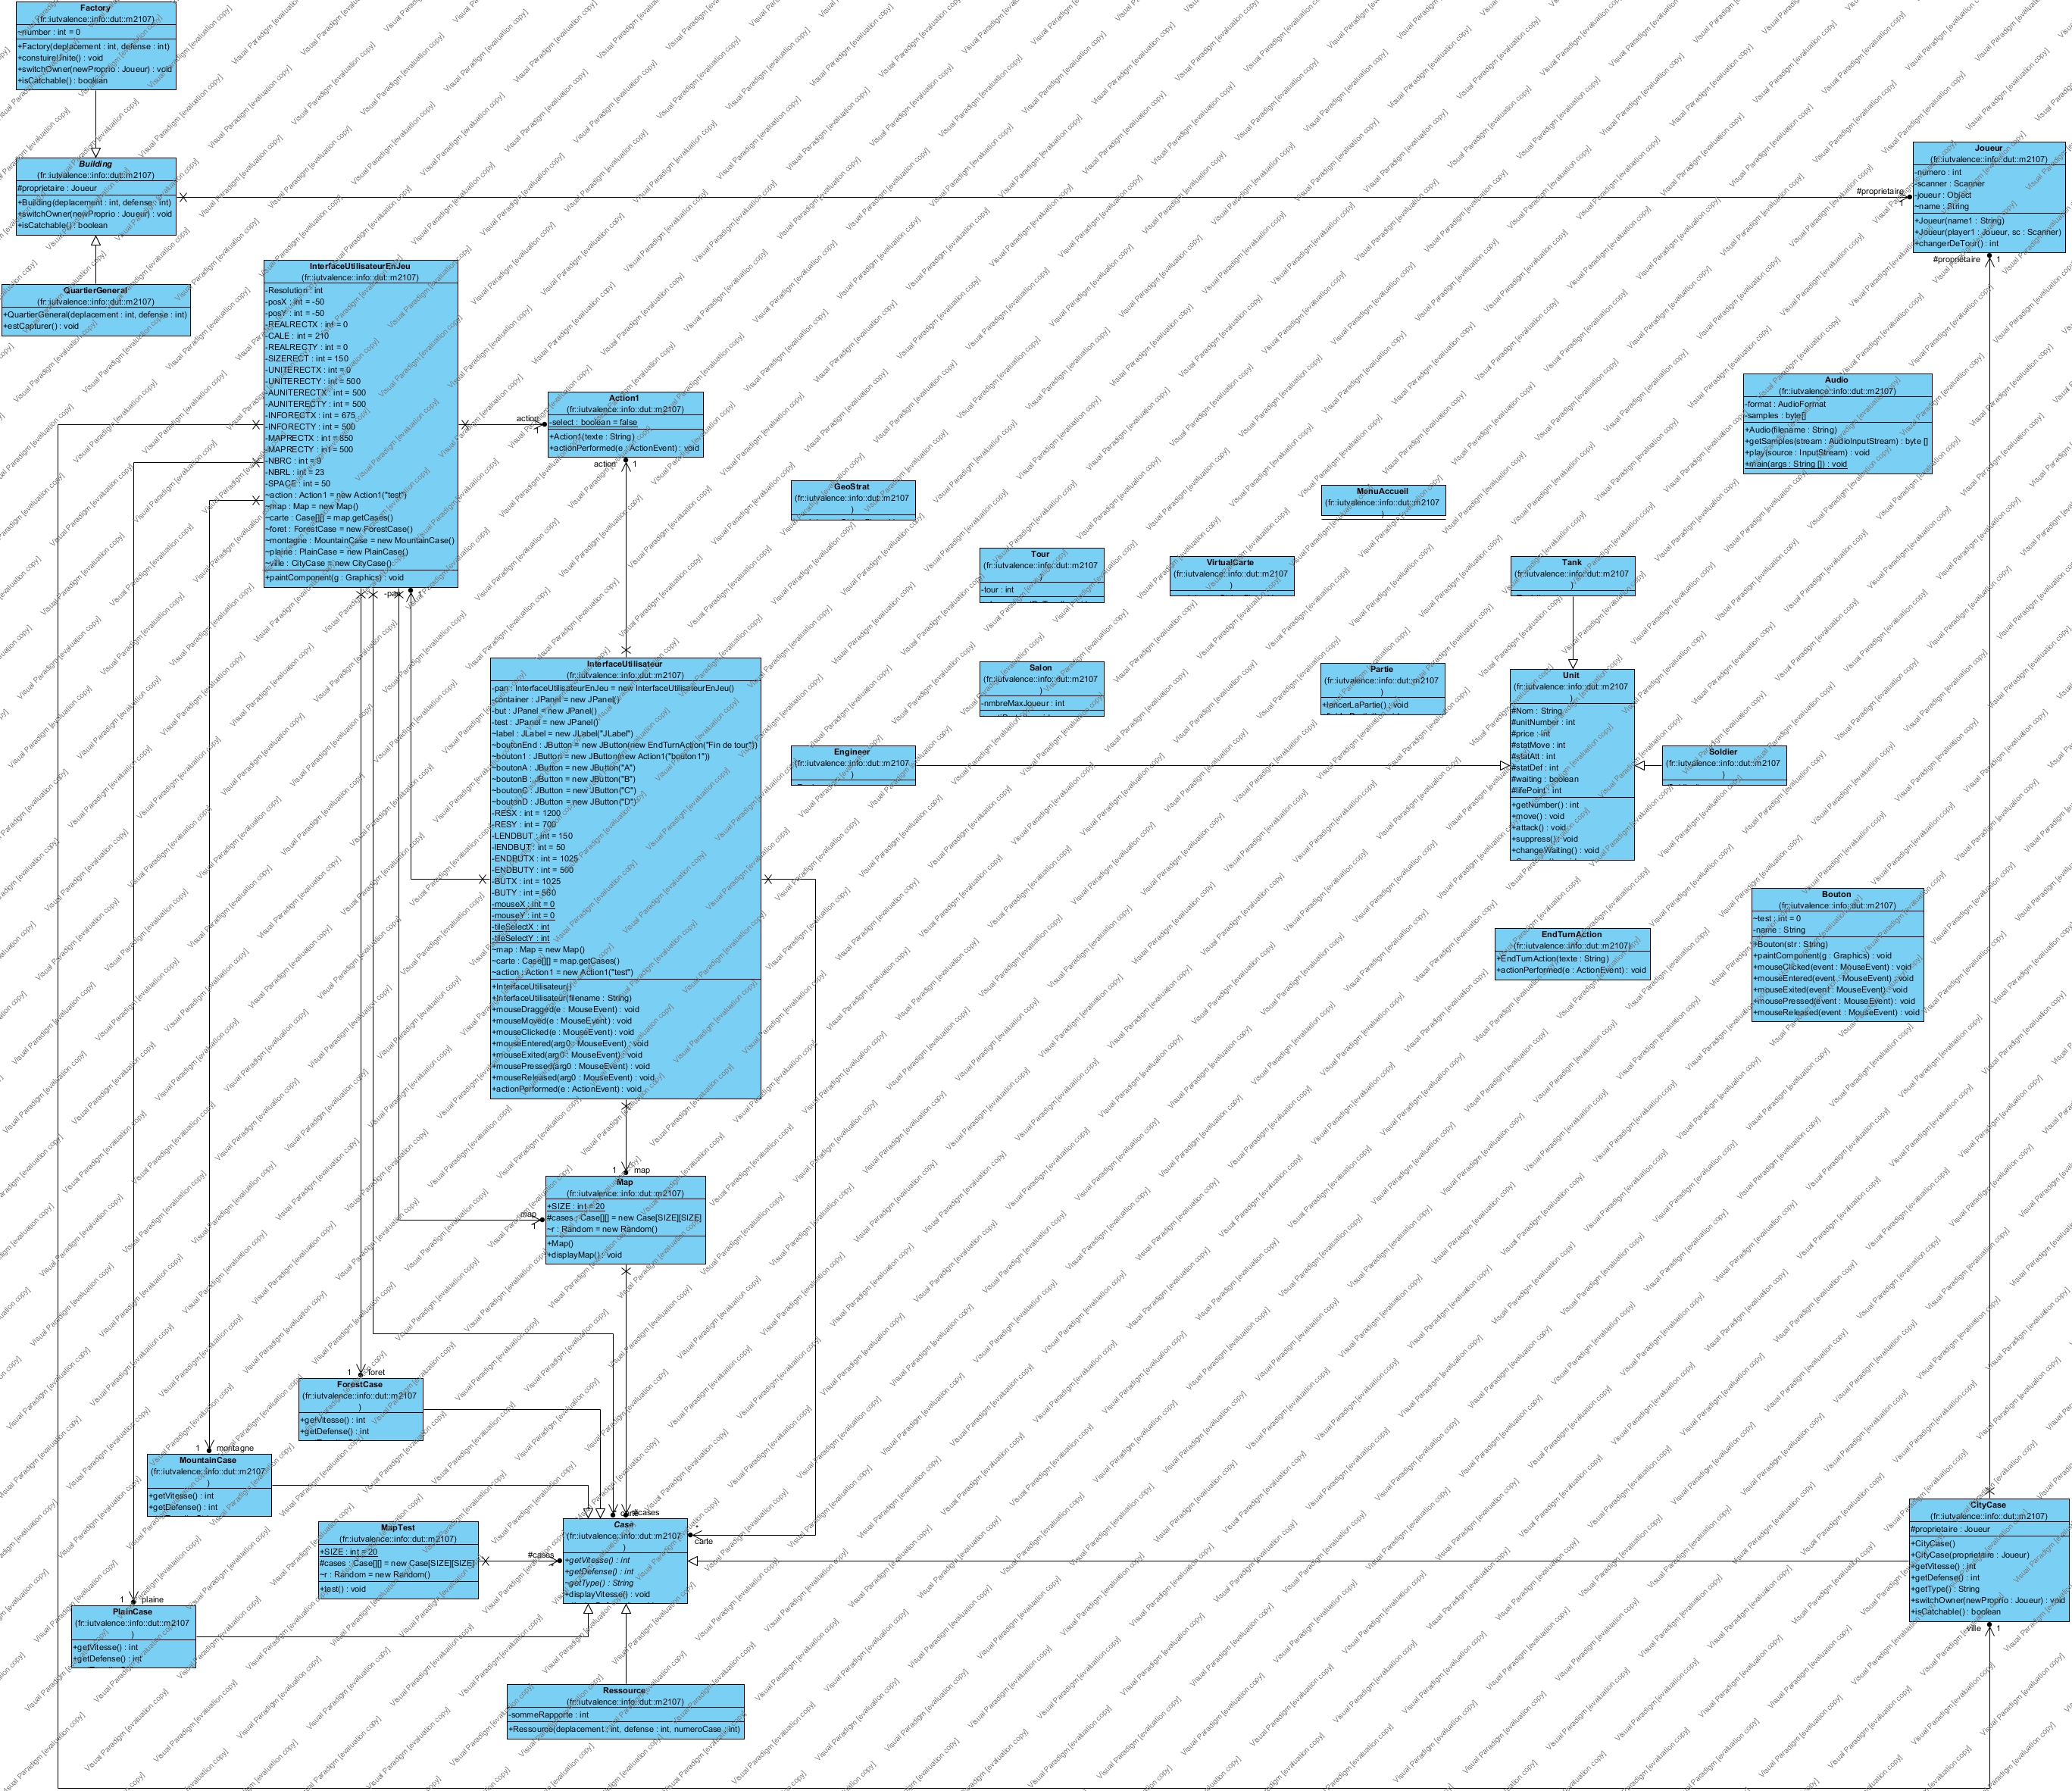 Factory
(fr::iutvalence::info::dut::m2107)
~number : int = 0
+Factory(deplacement : int, defense : int)
+constuireUnite() : void
+switchOwner(newProprio : Joueur) : void
+isCatchable() : boolean
Building
(fr::iutvalence::info::dut::m2107)
#proprietaire : Joueur
+Building(deplacement : int, defense : int)
+switchOwner(newProprio : Joueur) : void
+isCatchable() : boolean
#proprietaire
1
Joueur
(fr::iutvalence::info::dut::m2107)
-numero : int
-scanner : Scanner
-joueur : Object
~name : String
+Joueur(name1 : String)
+Joueur(player1 : Joueur, sc : Scanner)
+changerDeTour() : int
#proprietaire
1
QuartierGeneral
(fr::iutvalence::info::dut::m2107)
+QuartierGeneral(deplacement : int, defense : int)
+estCapturer() : void
InterfaceUtilisateurEnJeu
(fr::iutvalence::info::dut::m2107)
-Resolution : int
-posX : int = -50
-posY : int = -50
-REALRECTX : int = 0
-CALE : int = 210
-REALRECTY : int = 0
-SIZERECT : int = 150
-UNITERECTX : int = 0
-UNITERECTY : int = 500
-AUNITERECTX : int = 500
-AUNITERECTY : int = 500
-INFORECTX : int = 675
-INFORECTY : int = 500
-MAPRECTX : int = 850
-MAPRECTY : int = 500
-NBRC : int = 9
-NBRL : int = 23
-SPACE : int = 50
~action : Action1 = new Action1("test")
~map : Map = new Map()
~carte : Case[][] = map.getCases()
~foret : ForestCase = new ForestCase()
~montagne : MountainCase = new MountainCase()
~plaine : PlainCase = new PlainCase()
~ville : CityCase = new CityCase()
+paintComponent(g : Graphics) : void
-pan
1
action
1
Action1
(fr::iutvalence::info::dut::m2107)
-select : boolean = false
+Action1(texte : String)
+actionPerformed(e : ActionEvent) : void
action
1
Audio
(fr::iutvalence::info::dut::m2107)
-format : AudioFormat
-samples : byte[]
+Audio(filename : String)
+getSamples(stream : AudioInputStream) : byte []
+play(source : InputStream) : void
+main(args : String []) : void
GeoStrat
(fr::iutvalence::info::dut::m2107
)
MenuAccueil
(fr::iutvalence::info::dut::m2107
)
Tour
(fr::iutvalence::info::dut::m2107
)
-tour : int
VirtualCarte
(fr::iutvalence::info::dut::m2107
)
Tank
(fr::iutvalence::info::dut::m2107
)
InterfaceUtilisateur
(fr::iutvalence::info::dut::m2107)
-pan : InterfaceUtilisateurEnJeu = new InterfaceUtilisateurEnJeu()
-container : JPanel = new JPanel()
-but : JPanel = new JPanel()
-test : JPanel = new JPanel()
~label : JLabel = new JLabel("JLabel")
~boutonEnd : JButton = new JButton(new EndTurnAction("Fin de tour"))
~bouton1 : JButton = new JButton(new Action1("bouton1"))
~boutonA : JButton = new JButton("A")
~boutonB : JButton = new JButton("B")
~boutonC : JButton = new JButton("C")
~boutonD : JButton = new JButton("D")
-RESX : int = 1200
-RESY : int = 700
-LENDBUT : int = 150
-lENDBUT : int = 50
-ENDBUTX : int = 1025
-ENDBUTY : int = 500
-BUTX : int = 1025
-BUTY : int = 560
-mouseX : int = 0
-mouseY : int = 0
-tileSelectX : int
-tileSelectY : int
~map : Map = new Map()
~carte : Case[][] = map.getCases()
~action : Action1 = new Action1("test")
+InterfaceUtilisateur()
+InterfaceUtilisateur(filename : String)
+mouseDragged(e : MouseEvent) : void
+mouseMoved(e : MouseEvent) : void
+mouseClicked(e : MouseEvent) : void
+mouseEntered(arg0 : MouseEvent) : void
+mouseExited(arg0 : MouseEvent) : void
+mousePressed(arg0 : MouseEvent) : void
+mouseReleased(arg0 : MouseEvent) : void
+actionPerformed(e : ActionEvent) : void
Salon
(fr::iutvalence::info::dut::m2107
)
-nmbreMaxJoueur : int
Partie
(fr::iutvalence::info::dut::m2107
)
+lancerLaPartie() : void
Unit
(fr::iutvalence::info::dut::m2107
)
#Nom : String
#unitNumber : int
#price : int
#statMove : int
#statAtt : int
#statDef : int
#waiting : boolean
#lifePoint : int
+getNumber() : int
+move() : void
+attack() : void
+suppress() : void
+changeWaiting() : void
Engineer
(fr::iutvalence::info::dut::m2107
)
Soldier
(fr::iutvalence::info::dut::m2107
)
Bouton
(fr::iutvalence::info::dut::m2107)
~test : int = 0
-name : String
+Bouton(str : String)
+paintComponent(g : Graphics) : void
+mouseClicked(event : MouseEvent) : void
+mouseEntered(event : MouseEvent) : void
+mouseExited(event : MouseEvent) : void
+mousePressed(event : MouseEvent) : void
+mouseReleased(event : MouseEvent) : void
EndTurnAction
(fr::iutvalence::info::dut::m2107)
+EndTurnAction(texte : String)
+actionPerformed(e : ActionEvent) : void
1
map
Map
(fr::iutvalence::info::dut::m2107)
+SIZE : int = 20
#cases : Case[][] = new Case[SIZE][SIZE]
~r : Random = new Random()
+Map()
+displayMap() : void
map
1
1
foret
ForestCase
(fr::iutvalence::info::dut::m2107
)
+getVitesse() : int
+getDefense() : int
1
montagne
MountainCase
(fr::iutvalence::info::dut::m2107
)
+getVitesse() : int
+getDefense() : int
MapTest
(fr::iutvalence::info::dut::m2107)
+SIZE : int = 20
#cases : Case[][] = new Case[SIZE][SIZE]
~r : Random = new Random()
+test() : void
#cases
#cases
Case
(fr::iutvalence::info::dut::m2107
)
+getVitesse() : int
+getDefense() : int
~getType() : String
+displayVitesse() : void
*
carte
CityCase
(fr::iutvalence::info::dut::m2107)
#proprietaire : Joueur
+CityCase()
+CityCase(proprietaire : Joueur)
+getVitesse() : int
+getDefense() : int
+getType() : String
+switchOwner(newProprio : Joueur) : void
+isCatchable() : boolean
ville
1
1
plaine
PlainCase
(fr::iutvalence::info::dut::m2107
)
+getVitesse() : int
+getDefense() : int
Ressource
(fr::iutvalence::info::dut::m2107)
-sommeRapporte : int
+Ressource(deplacement : int, defense : int, numeroCase : int)
Visual Paradigm [evaluation copy]